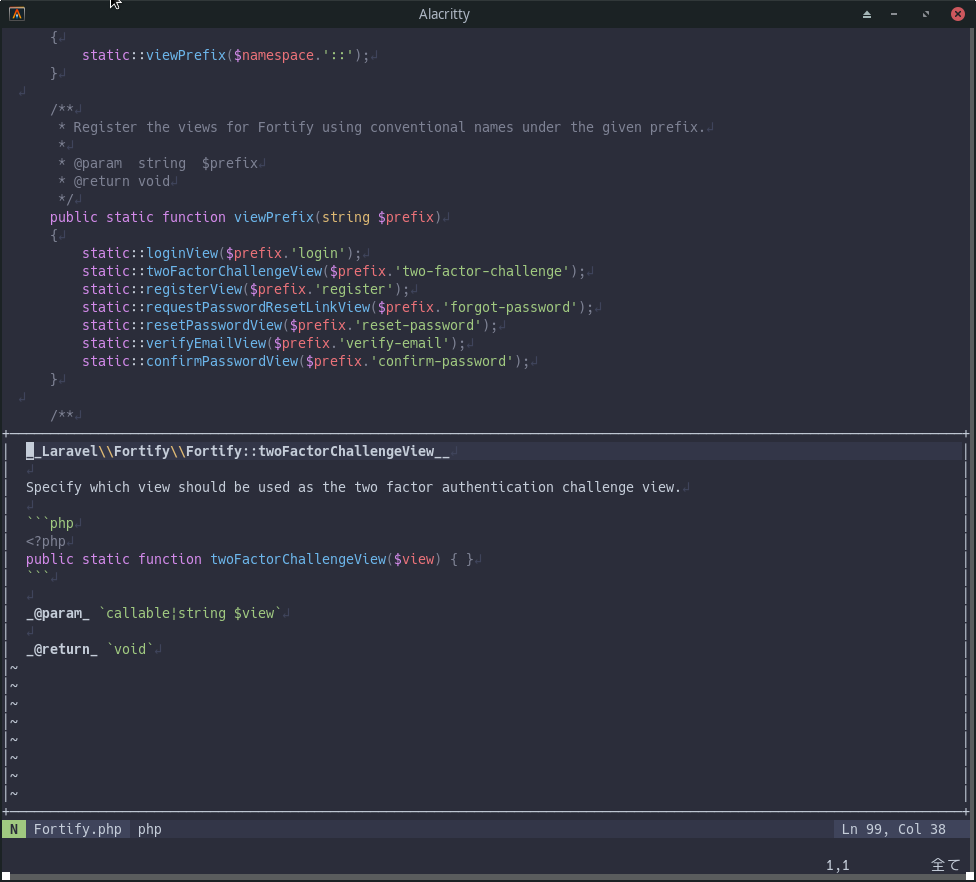 Alacritty
{
static::viewPrefix($namespace.'::');
}
/**
* Register the views for Fortify using conventional names under the given prefix.
*
* @param  string  $prefix
* @return void
*/
public static function viewPrefix(string $prefix)
{
static::loginView($prefix.'login');
static::twoFactorChallengeView($prefix.'two-factor-challenge');
static::registerView($prefix.'register');
static::requestPasswordResetLinkView($prefix.'forgot-password');
static::resetPasswordView($prefix.'reset-password');
static::verifyEmailView($prefix.'verify-email');
static::confirmPasswordView($prefix.'confirm-password');
}
/**
__Laravel\\Fortify\\Fortify::twoFactorChallengeView__
Specify which view should be used as the two factor authentication challenge view.
```php
<?php
public static function twoFactorChallengeView($view) { }
```
_@param_ `callable¦string $view`
_@return_ `void`
~
~
~
~
~
~
~
~
N Fortify.php php Ln 99, Col 38
1,1 全て